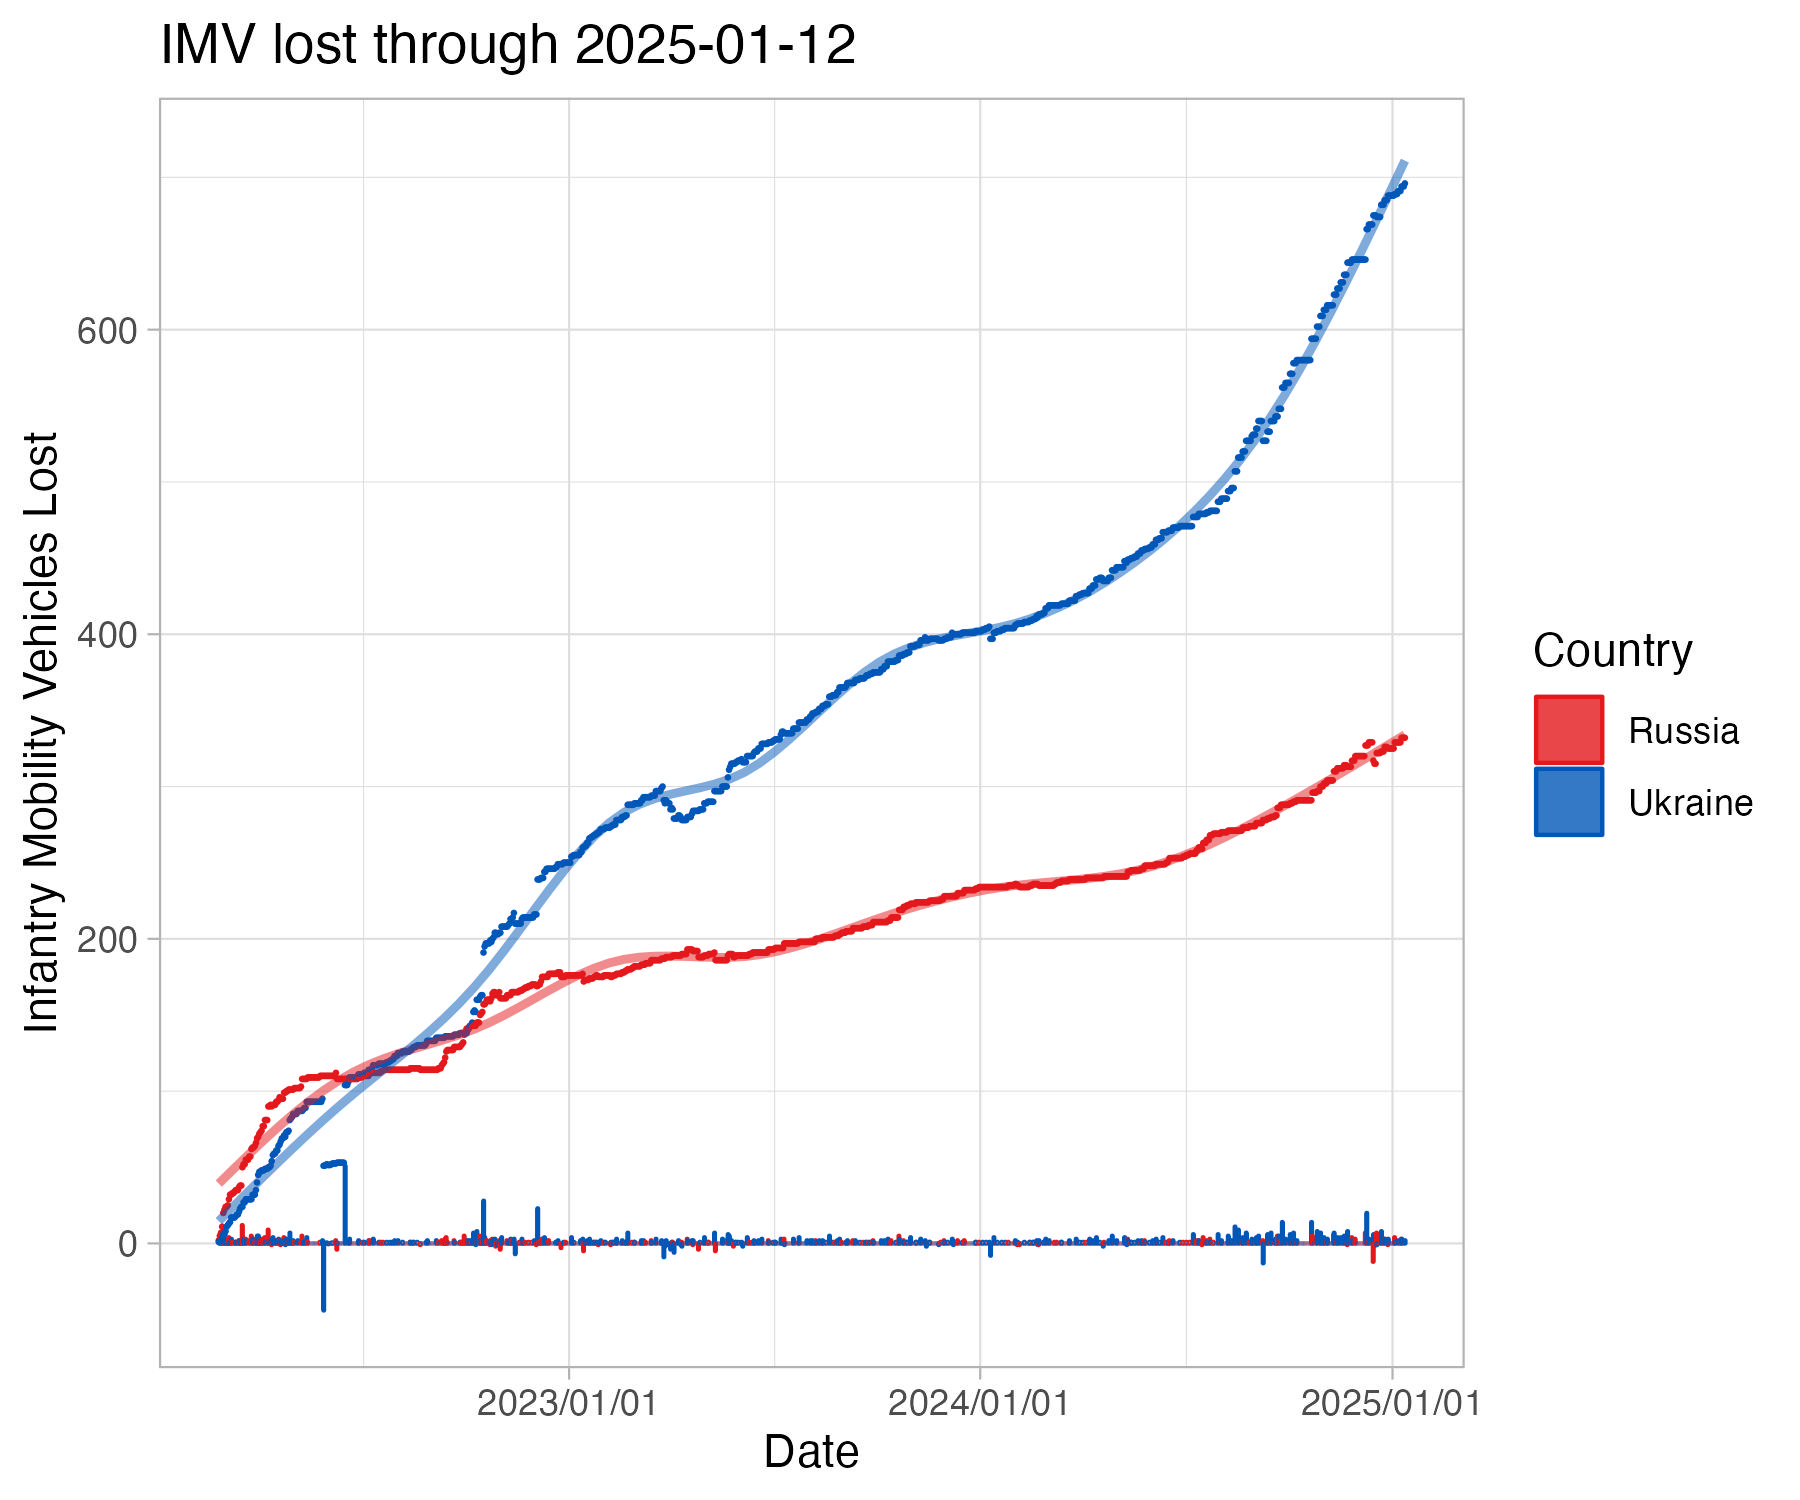 IMV lost through 2025-01-12
Infantry Mobility Vehicles Lost
600
400
200
0
2023/01/01
2024/01/01
2025/01/01
Date
Country
Russia
Ukraine